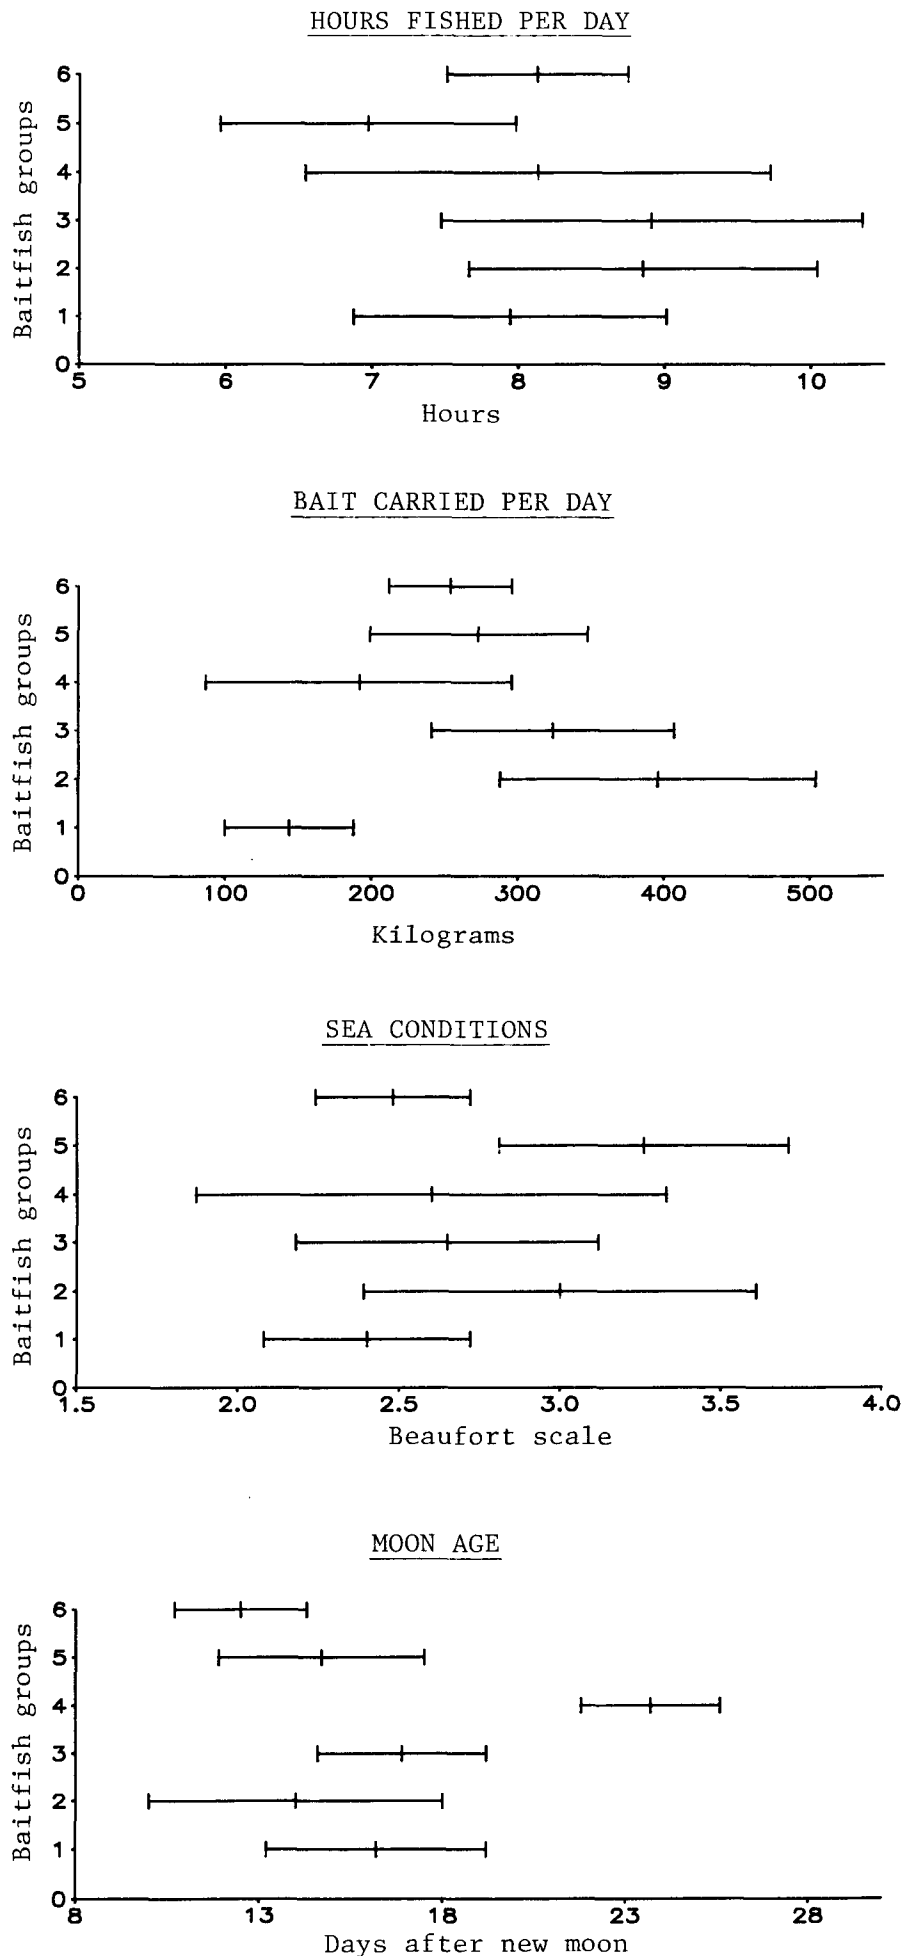 HOURS FISHED PER DAY
Baitfish groups
6
5
4
3
2
1
0
5 6 7 8 9 10
Hours
BAIT CARRIED PER DAY
Baitfish groups
6
5
4
3
2
1
0
0 100 200 300 400 500
Kilograms
SEA CONDITIONS
Baitfish groups
6
5
4
3
2
1
0
1.5 2.0 2.5 3.0 3.5 4.0
Beaufort scale
MOON AGE
Baitfish groups
6
5
4
3
2
1
0
8 13 18 23 28
Days after new moon